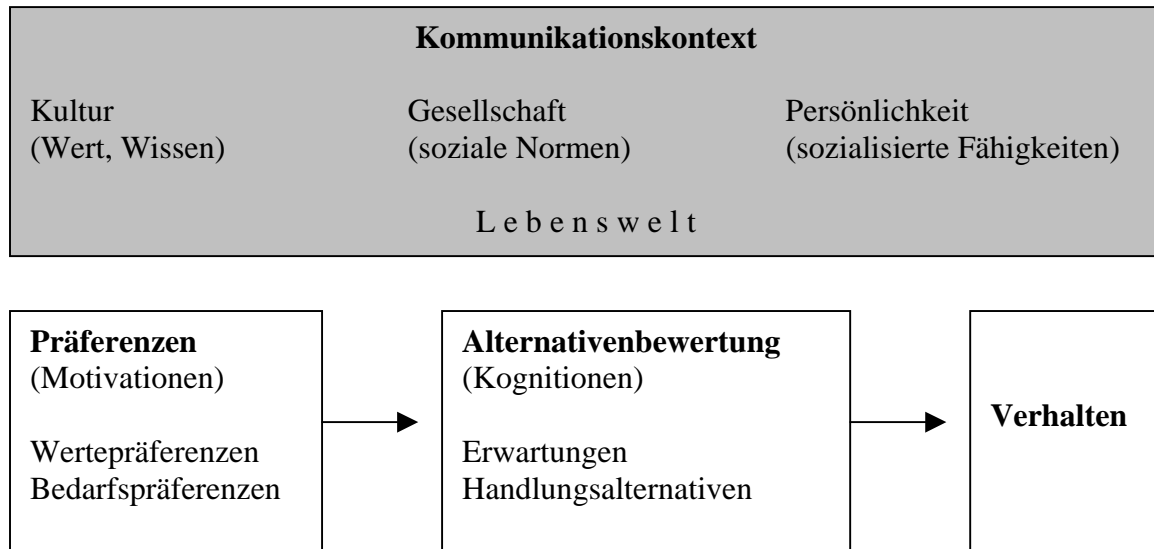 Kommunikationskontext
Kultur Gesellschaft Persönlichkeit
(Wert, Wissen) (soziale Normen) (sozialisierte Fähigkeiten)
L e b e n s w e l t
Präferenzen
(Motivationen)
Wertepräferenzen
Bedarfspräferenzen
Alternativenbewertung
(Kognitionen)
Erwartungen
Handlungsalternativen
Verhalten